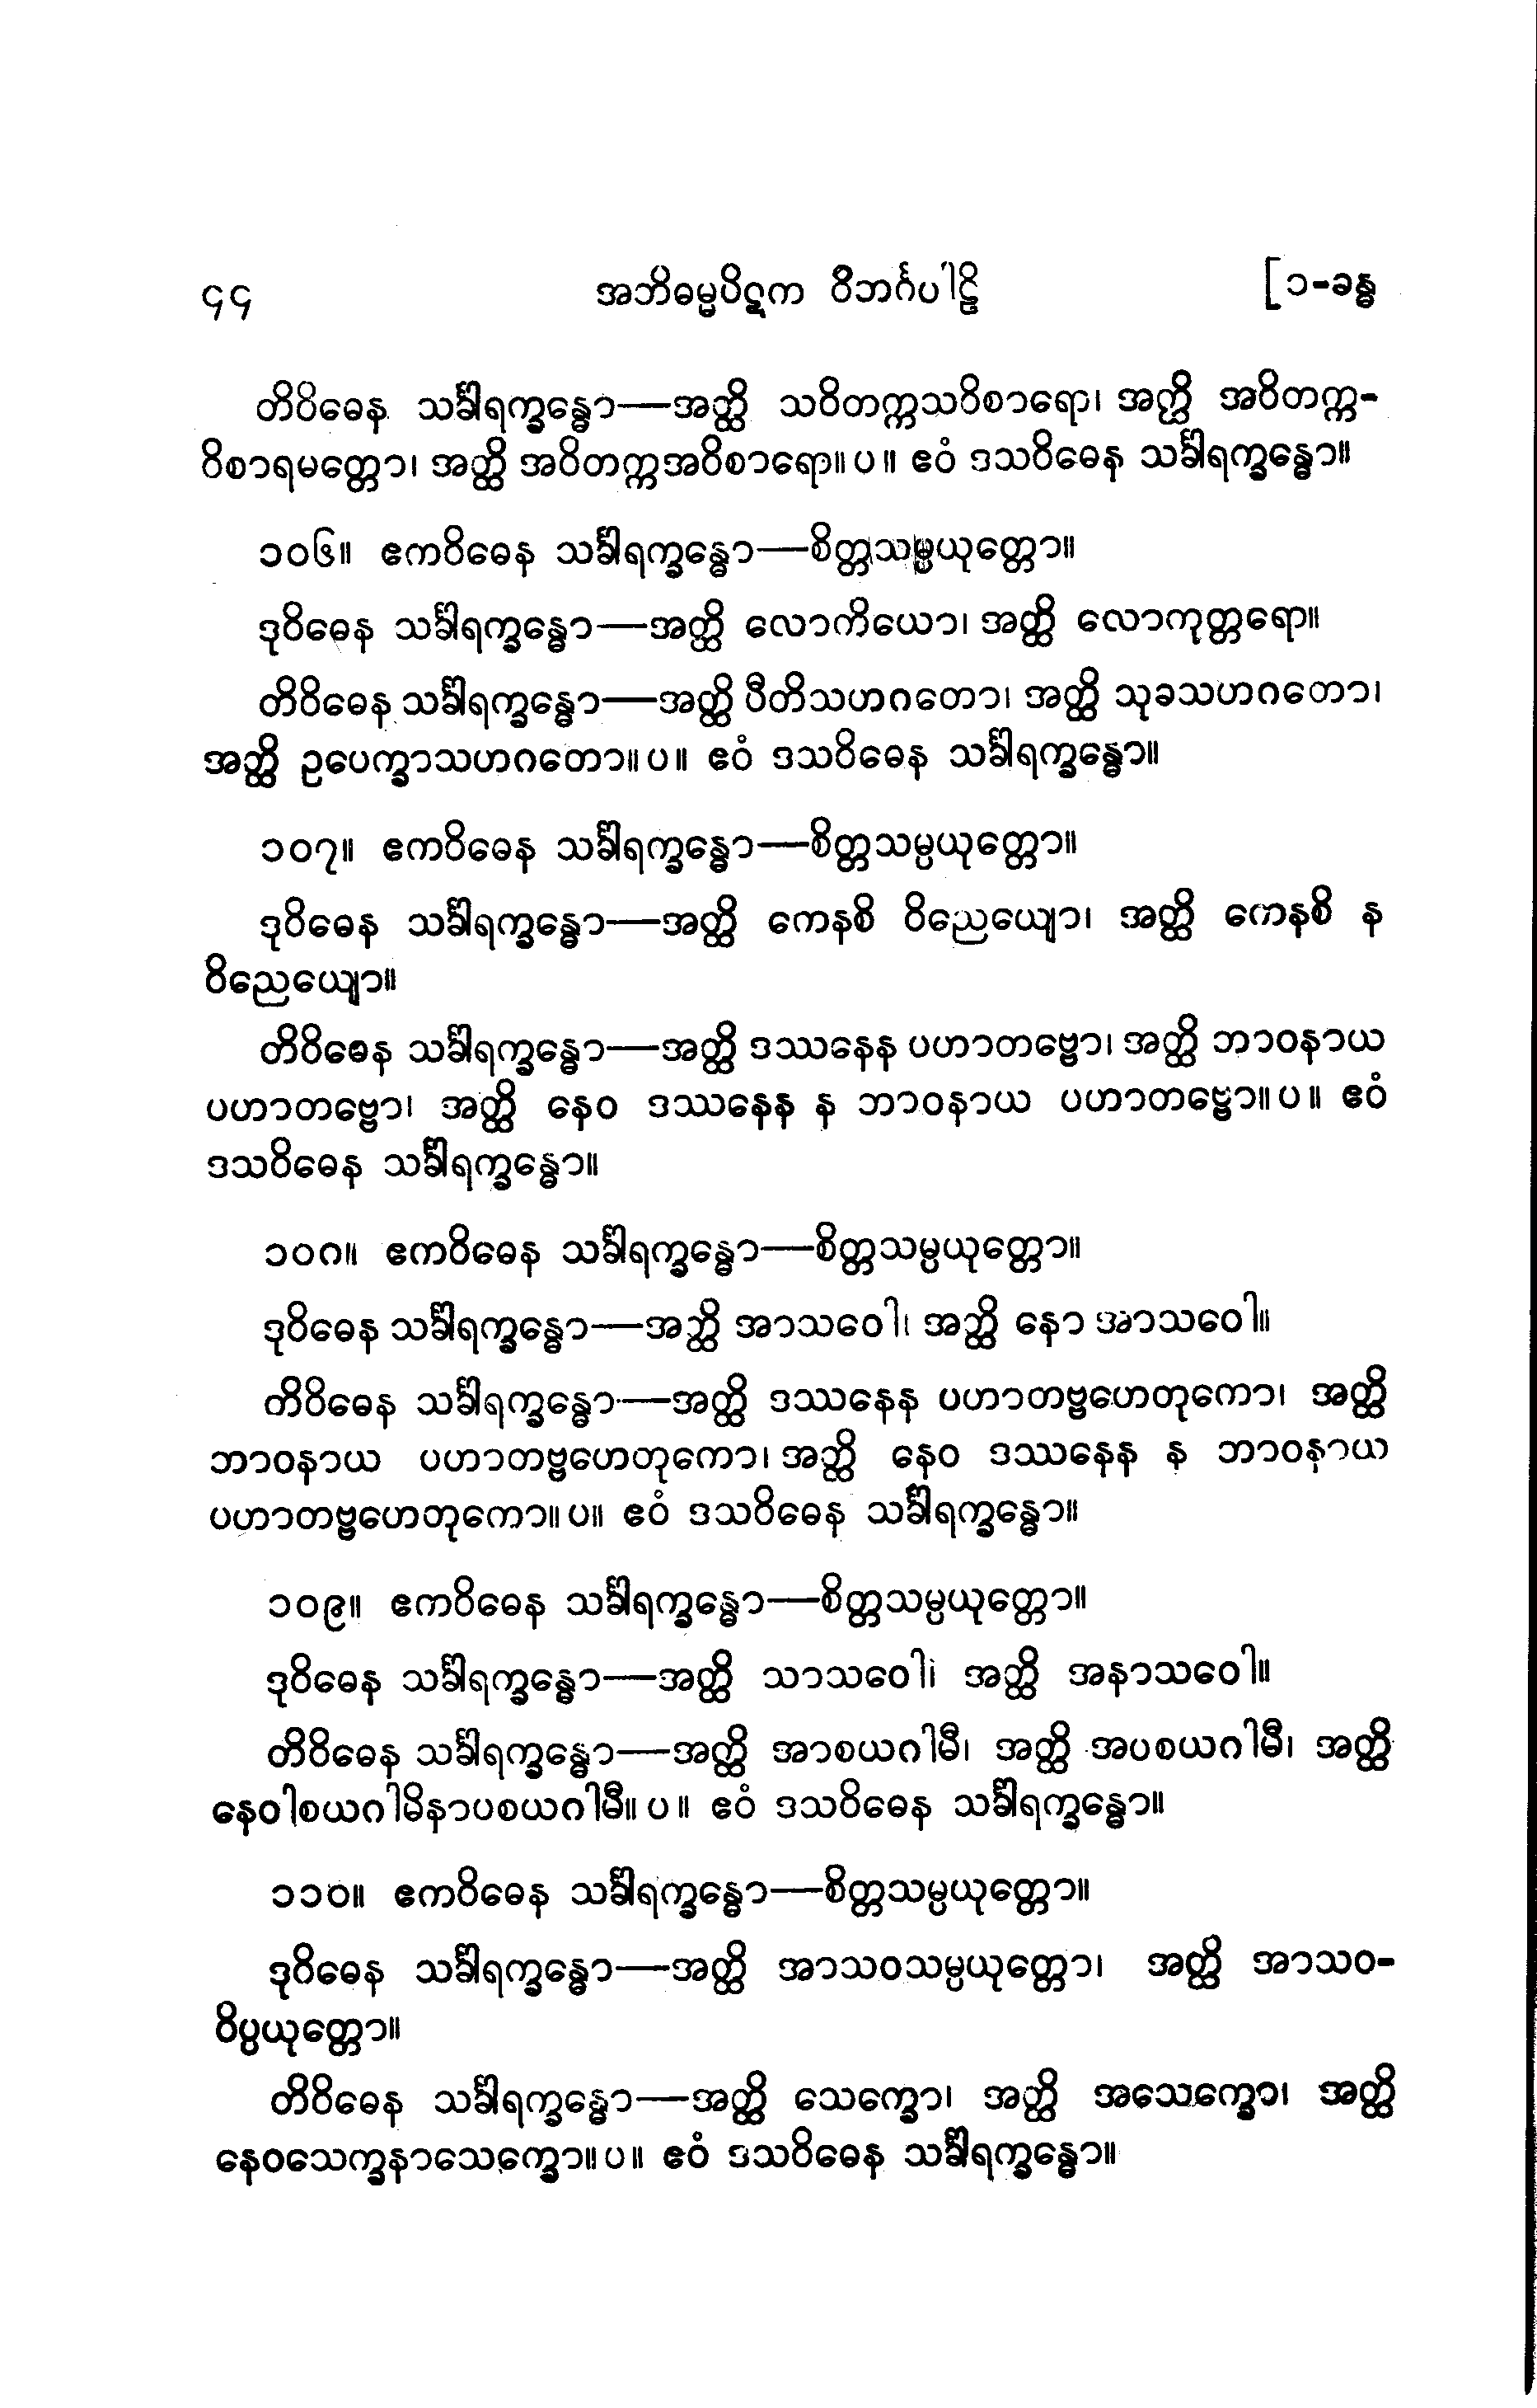 ၄၄ အဘိဓမ္မပိဋက ဝိဘင်္ဂပါဠိ [၁-ခန္ဓ
တိဝိဓေန သင်္ခါရက္ခန္ဓော—အတ္ထိ သဝိတက္ကသဝိစာရော၊ အတ္ထိ အဝိတက္က-
ဝိစာရမတ္တော၊ အတ္ထိ အဝိတက္ကအဝိစာရော။ ပ ။ ဧဝံ ဒသဝိဓေန သင်္ခါရက္ခန္ဓော။
၁၀၆။ ဧကဝိဓေန သင်္ခါရက္ခန္ဓော—စိတ္တသမ္ပယုတ္တော။
ဒုဝိဓေန သင်္ခါရက္ခန္ဓော—အတ္ထိ လောကိယော၊ အတ္ထိ လောကုတ္တရော။
တိဝိဓေန သင်္ခါရက္ခန္ဓော—အတ္ထိ ပီတိသဟဂတော၊ အတ္ထိ သုခသဟဂတော၊
အတ္ထိ ဥပေက္ခာသဟဂတော။ ပ ။ ဧဝံ ဒသဝိဓေန သင်္ခါရက္ခန္ဓော။
၁၀၇။ ဧကဝိဓေန သင်္ခါရက္ခန္ဓော—စိတ္တသမ္ပယုတ္တော။
ဒုဝိဓေန သင်္ခါရက္ခန္ဓော—အတ္ထိ ကေနစိ ဝိညေယျော၊ အတ္ထိ ကေနစိ န
ဝိညေယျော။
တိဝိဓေန သင်္ခါရက္ခန္ဓော—အတ္ထိ ဒဿနေန ပဟာတဗ္ဗော၊ အတ္ထိ ဘာဝနာယ
ပဟာတဗ္ဗော၊ အတ္ထိ နေဝ ဒဿနေန န ဘာဝနာယ ပဟာတဗ္ဗော။ ပ ။ ဧဝံ
ဒသဝိဓေန သင်္ခါရက္ခန္ဓော။
၁၀၈။ ဧကဝိဓေန သင်္ခါရက္ခန္ဓော—စိတ္တသမ္ပယုတ္တော။
ဒုဝိဓေန သင်္ခါရက္ခန္ဓော—အတ္ထိ အာသဝေါ၊ အတ္ထိ နော အာသဝေါ။
တိဝိဓေန သင်္ခါရက္ခန္ဓော—အတ္ထိ ဒဿနေန ပဟာတဗ္ဗဟေတုကော၊ အတ္ထိ
ဘာဝနာယ ပဟာတဗ္ဗဟေတုကော၊ အတ္ထိ နေဝ ဒဿနေန န ဘာဝနာယ
ပဟာတဗ္ဗဟေတုကော။ ပ။ ဧဝံ ဒသဝိဓေန သင်္ခါရက္ခန္ဓော။
၁၀၉။ ဧကဝိဓေန သင်္ခါရက္ခန္ဓော—စိတ္တသမ္ပယုတ္တော။
ဒုဝိဓေန သင်္ခါရက္ခန္ဓော—အတ္ထိ သာသဝေါ၊ အတ္ထိ အနာသဝေါ။
တိဝိဓေန သင်္ခါရက္ခန္ဓော—အတ္ထိ အာစယဂါမီ၊ အတ္ထိ အပစယဂါမီ၊ အတ္ထိ
နေဝါစယဂါမိနာပစယဂါမီ။ ပ ။ ဧဝံ ဒသဝိဓေန သင်္ခါရက္ခန္ဓော။
၁၁၀။ ဧကဝိဓေန သင်္ခါရက္ခန္ဓော—စိတ္တသမ္ပယုတ္တော။
ဒုဝိဓေန သင်္ခါရက္ခန္ဓော—အတ္ထိ အာသဝသမ္ပယုတ္တော၊ အတ္ထိ အာသဝ-
ဝိပ္ပယုတ္တော။
တိဝိဓေန သင်္ခါရက္ခန္ဓော—အတ္ထိ သေက္ခော၊ အတ္ထိ အသေက္ခော၊ အတ္ထိ
နေဝသေက္ခနာသေက္ခော။ ပ ။ ဧဝံ ဒသဝိဓေန သင်္ခါရက္ခန္ဓော။